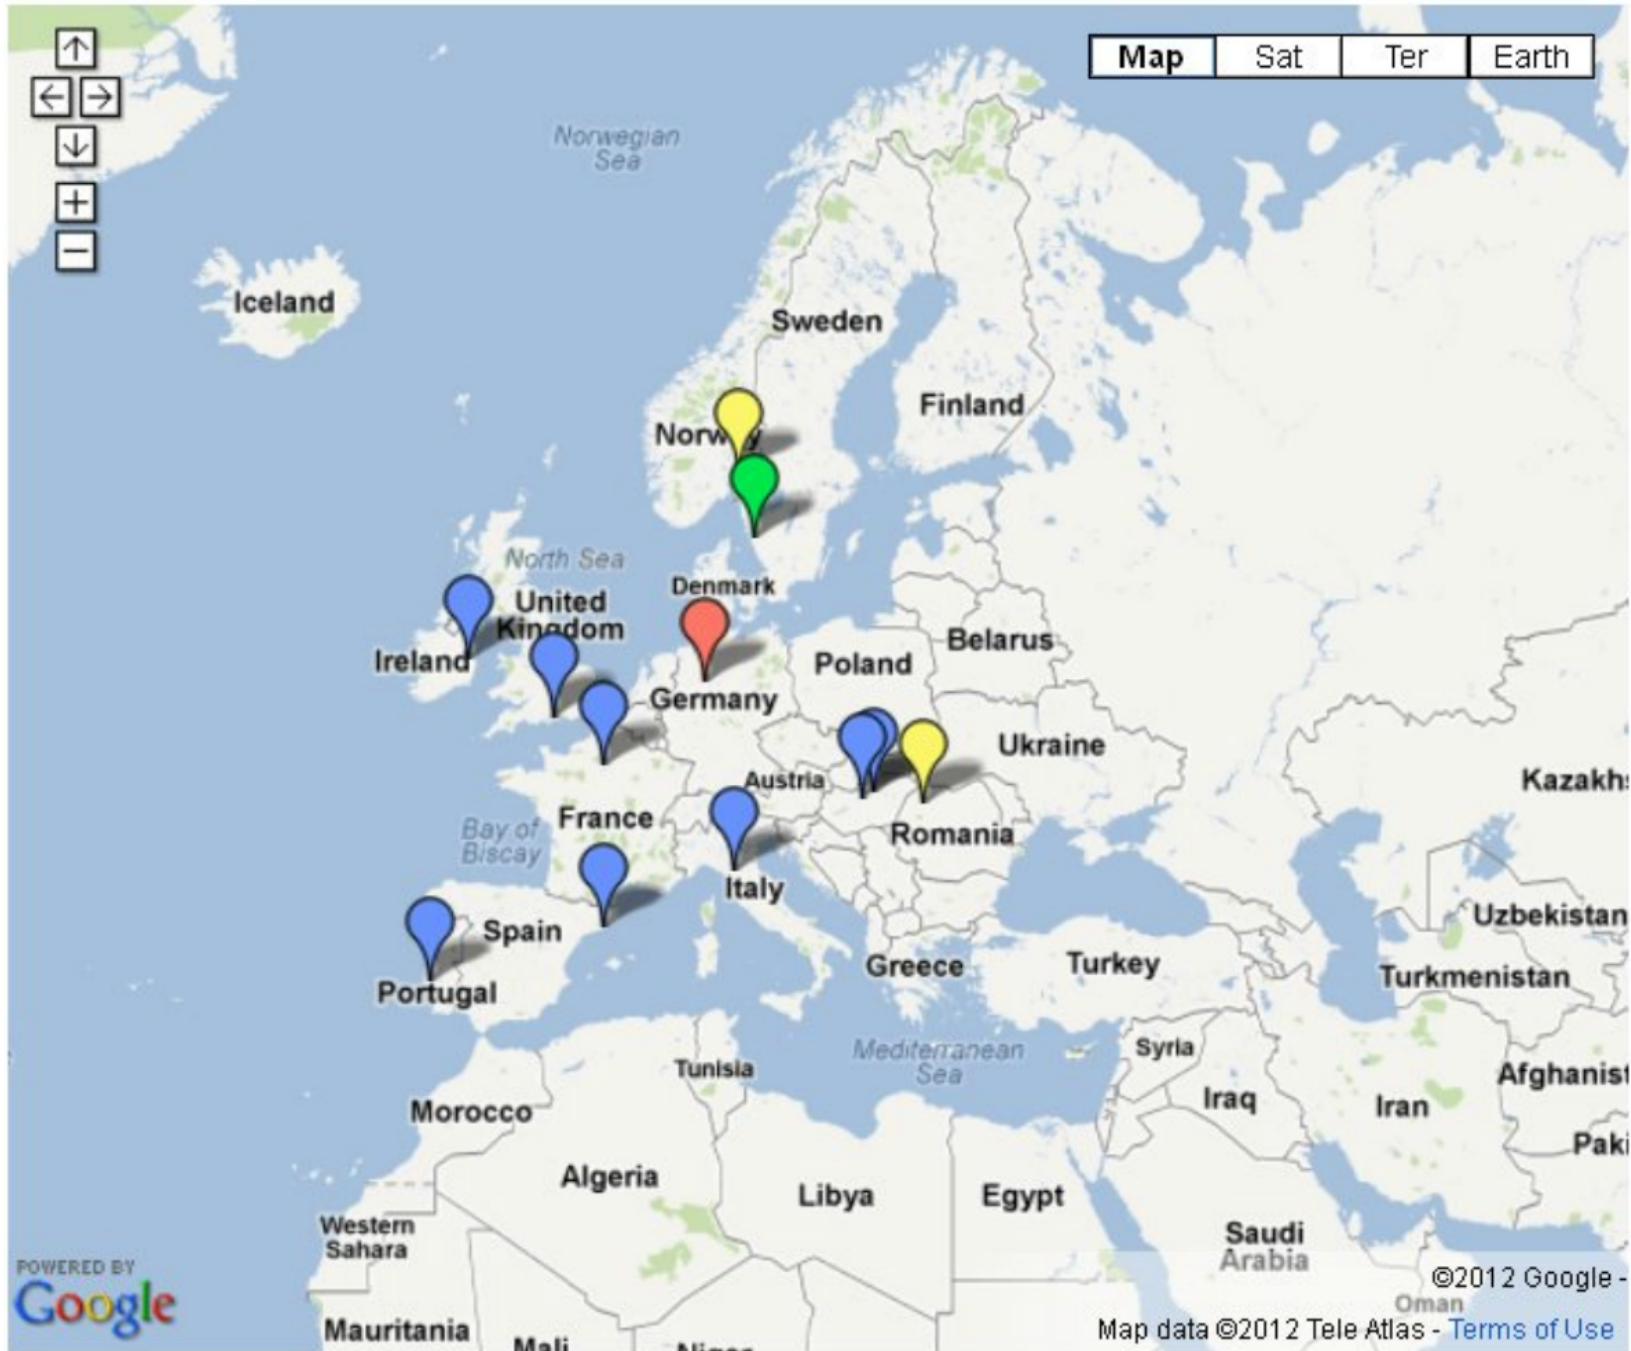 Map Sat Ter Earth
Norwegian
Sea
Iceland
Sweden
Finland
Norway
North Sea
Denmark
United
Kingdom
Ireland
Belarus
Poland
Germany
Ukraine
Austria
Kazakh
France
Bay of
Biscay
Romania
Italy
Uzbekistan
Spain
Greece
Turkey
Turkmenistan
Portugal
Mediterranean
Sea
Syria
Tunisia
Afghanist
Iraq
Iran
Morocco
Paki
Algeria
Libya
Egypt
Western
Sahara
Saudi
Arabia
POWERED BY
Google
©2012 Google -
Oman
Mauritania
Map data ©2012 Tele Atlas - Terms of Use
Mali
Niger